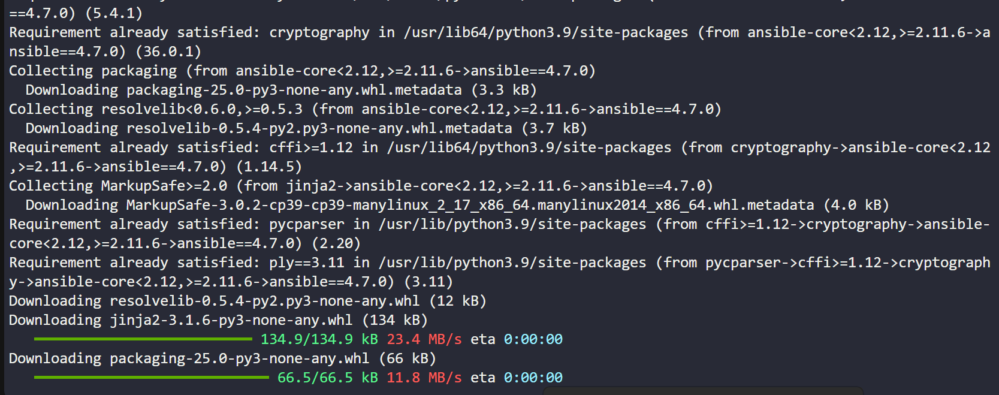 ==4.7.0) (5.4.1)
Requirement already satisfied: cryptography in /usr/lib64/python3.9/site-packages (from ansible-core<2.12,>=2.11.6->a
nsible==4.7.0) (36.0.1)
Collecting packaging (from ansible-core<2.12,>=2.11.6->ansible==4.7.0)
  Downloading packaging-25.0-py3-none-any.whl.metadata (3.3 kB)
Collecting resolvelib<0.6.0,>=0.5.3 (from ansible-core<2.12,>=2.11.6->ansible==4.7.0)
  Downloading resolvelib-0.5.4-py2.py3-none-any.whl.metadata (3.7 kB)
Requirement already satisfied: cffi>=1.12 in /usr/lib64/python3.9/site-packages (from cryptography->ansible-core<2.12
,>=2.11.6->ansible==4.7.0) (1.14.5)
Collecting MarkupSafe>=2.0 (from jinja2->ansible-core<2.12,>=2.11.6->ansible==4.7.0)
  Downloading MarkupSafe-3.0.2-cp39-cp39-manylinux_2_17_x86_64.manylinux2014_x86_64.whl.metadata (4.0 kB)
Requirement already satisfied: pycparser in /usr/lib/python3.9/site-packages (from cffi>=1.12->cryptography->ansible-
core<2.12,>=2.11.6->ansible==4.7.0) (2.20)
Requirement already satisfied: ply==3.11 in /usr/lib/python3.9/site-packages (from pycparser->cffi>=1.12->cryptograph
y->ansible-core<2.12,>=2.11.6->ansible==4.7.0) (3.11)
Downloading resolvelib-0.5.4-py2.py3-none-any.whl (12 kB)
Downloading jinja2-3.1.6-py3-none-any.whl (134 kB)
134.9/134.9 kB 23.4 MB/s eta 0:00:00
Downloading packaging-25.0-py3-none-any.whl (66 kB)
66.5/66.5 kB 11.8 MB/s eta 0:00:00